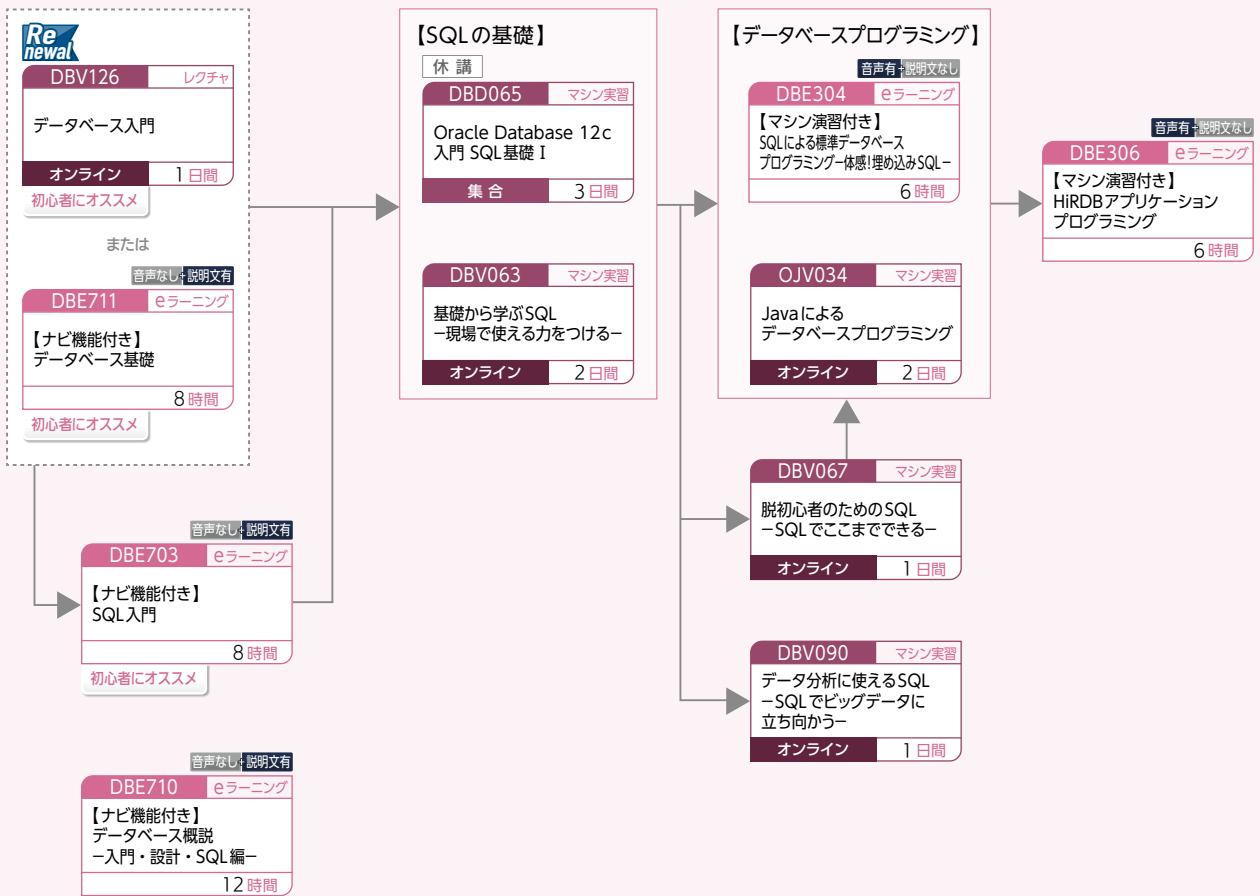 Re
newal
DBV126 レクチャ
データベース入門
オンライン 1日間
初心者にオススメ
または
音声なし+説明文有
DBE711 eラーニング
【ナビ機能付き】
データベース基礎
8時間
初心者にオススメ
音声なし+説明文有
DBE703 eラーニング
【ナビ機能付き】
SQL入門
8時間
初心者にオススメ
音声なし+説明文有
DBE710 eラーニング
【ナビ機能付き】
データベース概説
−入門・設計・SQL編−
12時間
【SQLの基礎】
休講
DBD065 マシン実習
Oracle Database 12c
入門 SQL基礎 I
集合 3日間
DBV063 マシン実習
基礎から学ぶSQL
−現場で使える力をつける−
オンライン 2日間
【データベースプログラミング】
音声有+説明文なし
DBE304 eラーニング
【マシン演習付き】
SQLによる標準データベース
プログラミング−体感!埋め込みSQL−
6時間
OJV034 マシン実習
Javaによる
データベースプログラミング
オンライン 2日間
DBV067 マシン実習
脱初心者のためのSQL
−SQLでここまでできる−
オンライン 1日間
DBV090 マシン実習
データ分析に使えるSQL
−SQLでビッグデータに
立ち向かう−
オンライン 1日間
音声有+説明文なし
DBE306 eラーニング
【マシン演習付き】
HiRDBアプリケーション
プログラミング
6時間